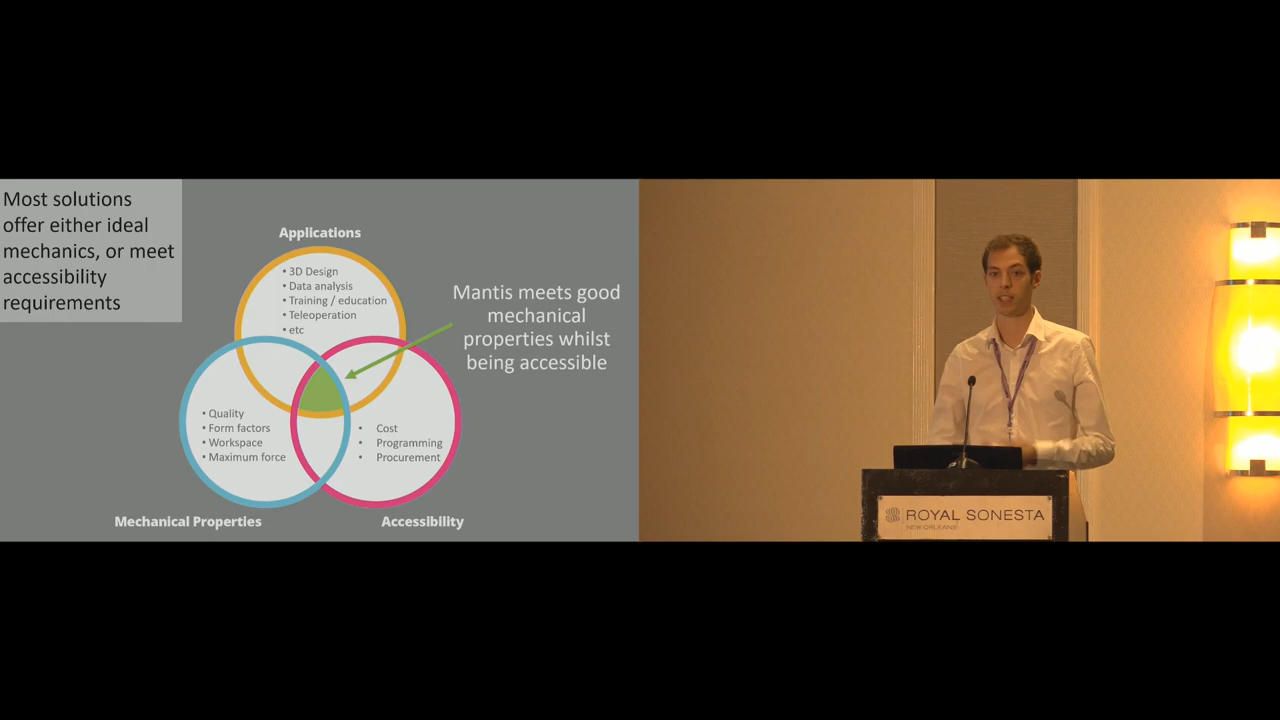 Most solutions
offer either ideal
mechanics, or meet
accessibility
requirements
Applications
• 3D Design
• Data analysis
• Training / education
• Teleoperation
• etc
Mantis meets good
mechanical
properties whilst
being accessible
• Quality
• Form factors
• Workspace
• Maximum force
• Cost
• Programming
• Procurement
Mechanical Properties
Accessibility
ROYAL SONESTA
NEW ORLEANS